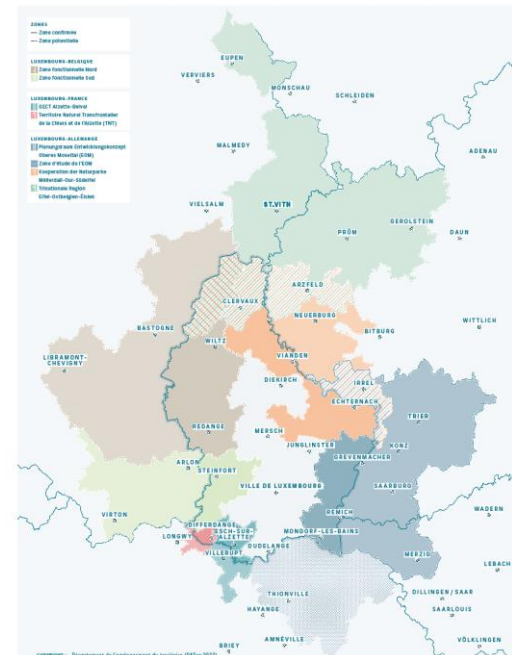 ZONES
Zone confirmée
Zone potentielle
LUXEMBOURG-BELGIQUE
Zone fonctionnelle Nord
Zone fonctionnelle Sud
LUXEMBOURG-FRANCE
GECT Alzette-Belval
Territoire Naturel Transfrontalier
de la Chiers et de l'Alzette (TNT)
LUXEMBOURG-ALLEMAGNE
Planungsraum Entwicklungskonzept
Oberes Moseltal (EOM)
Zone d'étude de l'EOM
Kooperation der Naturparke
Mëllerdall-Our-Südeifel
Trinationale Region
Eifel-Ostbelgien-Éislek
EUPEN
VERVIERS
MONSCHAU
SCHLEIDEN
ADENAU
MALMEDY
VIELSALM
ST.VITH
GEROLSTEIN
PRÜM
DAUN
ARZFELD
CLERVAUX
NEUERBURG
WITTLICH
BASTOGNE
BITBURG
WILTZ
VIANDEN
LIBRAMONT-
CHEVIGNY
DIEKIRCH
IRREL
ECHTERNACH
TRIER
REDANGE
MERSCH
JUNGLINSTER
KONZ
GREVENMACHER
ARLON
STEINFORT
VILLE DE LUXEMBOURG
SAARBURG
VIRTON
REMICH
WADERN
DIFFERDANGE
ESCH-SUR-
ALZETTE
MONDORF-LES-BAINS
LONGWY
DUDELANGE
VILLERUPT
MERZIG
LEBACH
THIONVILLE
DILLINGEN / SAAR
HAYANGE
SAARLOUIS
AMNÉVILLE
BRIEY
VÖLKLINGEN